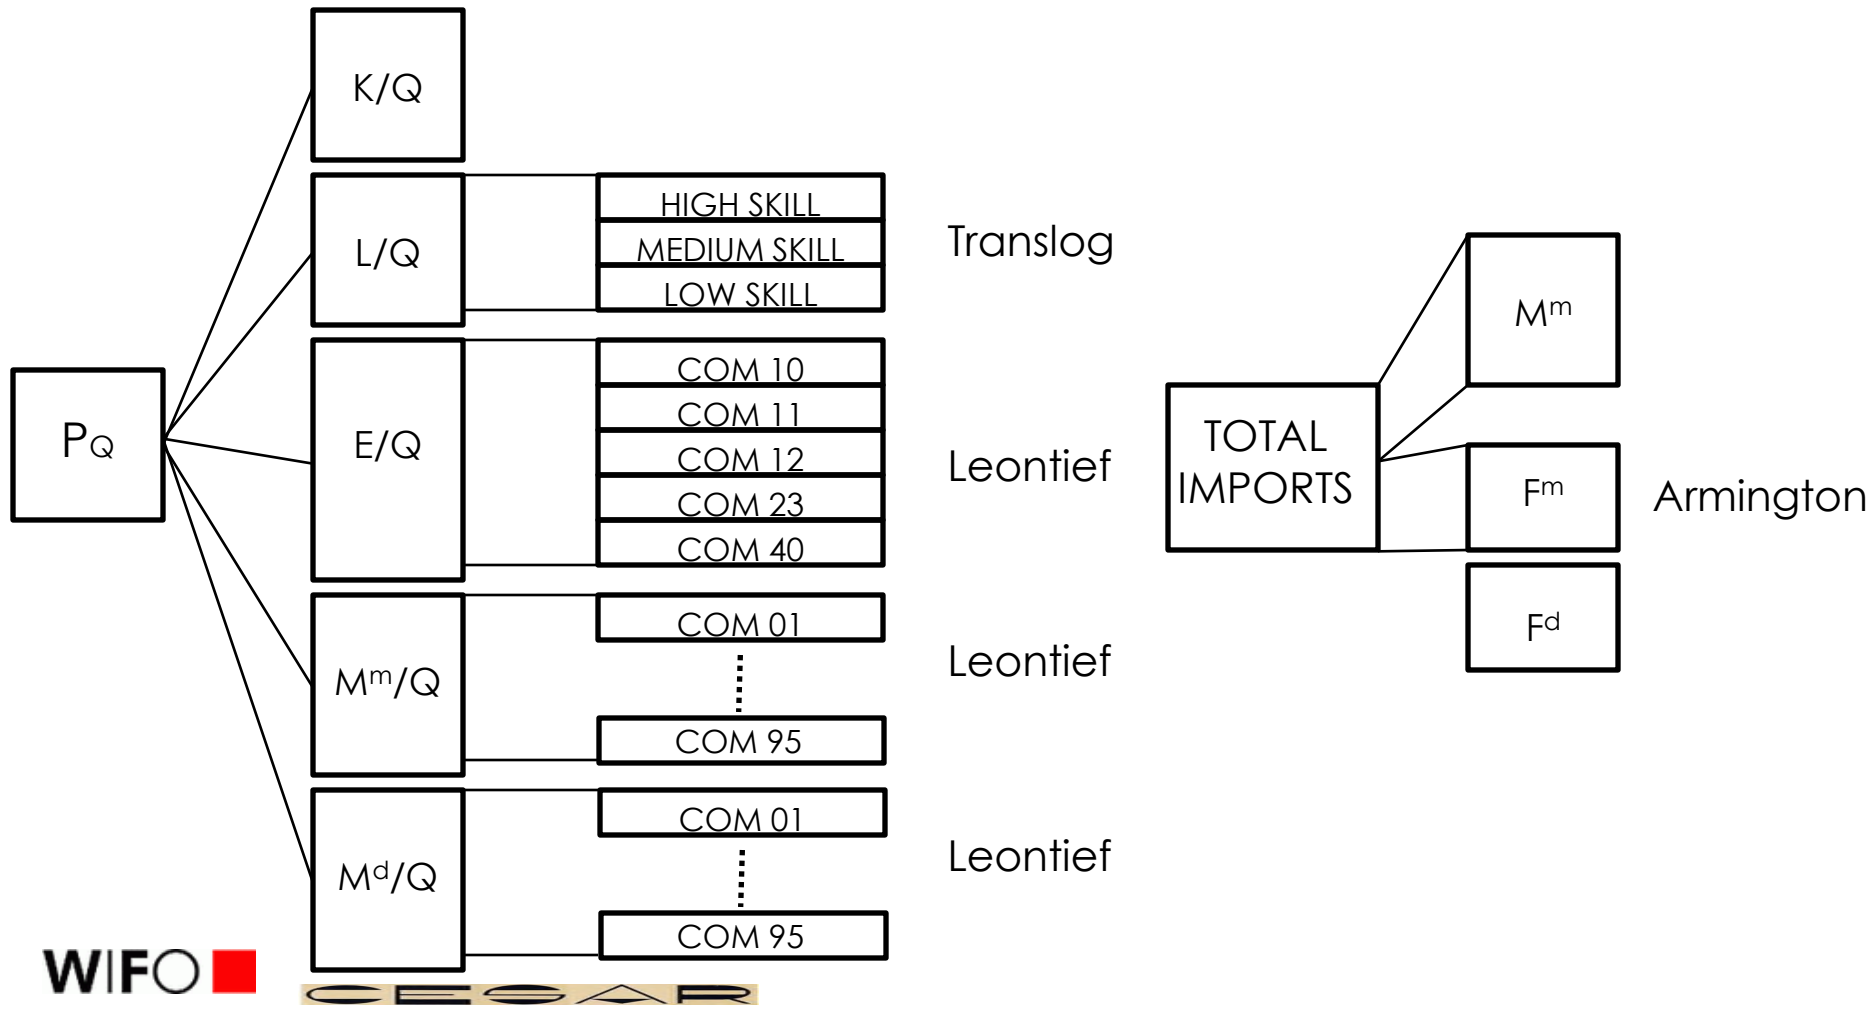 K/Q
L/Q
HIGH SKILL
MEDIUM SKILL
LOW SKILL
Translog
PQ
E/Q
COM 10
COM 11
COM 12
COM 23
COM 40
Leontief
Mᵐ/Q
COM 01
COM 95
Leontief
Mᵈ/Q
COM 01
COM 95
Leontief
TOTAL
IMPORTS
Mᵐ
Fᵐ
Fᵈ
Armington
WIFO
CESAR